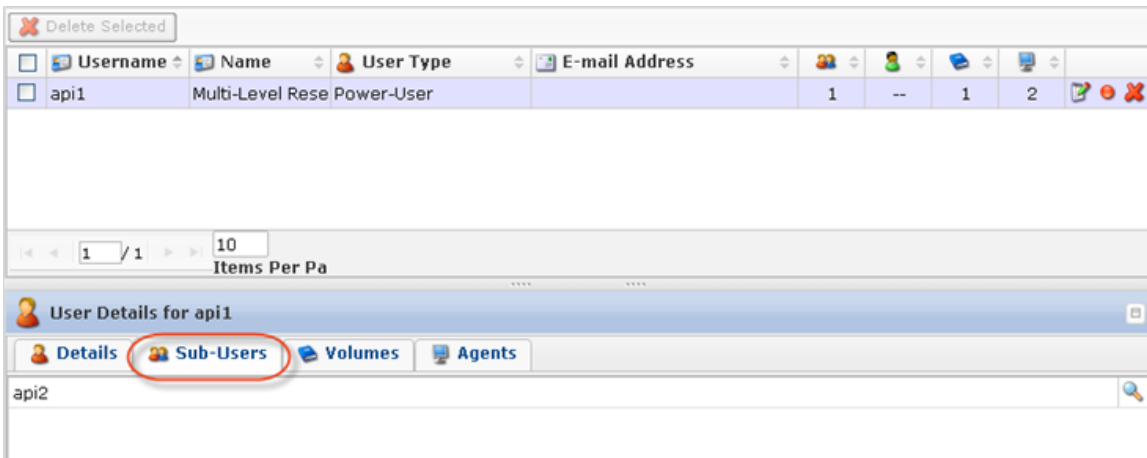 Delete Selected
Username Name User Type E-mail Address
api1 Multi-Level Rese Power-User 1 -- 1 2
1 / 1 10
Items Per Pa
User Details for api1
Details Sub-Users Volumes Agents
api2